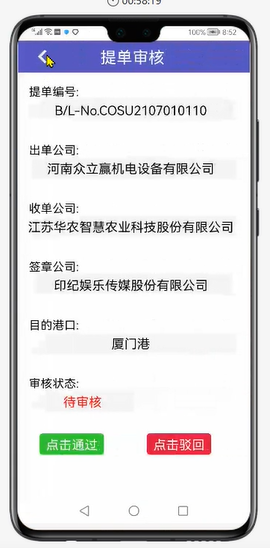 00:58:19
100% 8:52
提单审核
提单编号:
B/L-No.COSU2107010110
出单公司:
河南众立赢机电设备有限公司
收单公司:
江苏华农智慧农业科技股份有限公司
签章公司:
印纪娱乐传媒股份有限公司
目的港口:
厦门港
审核状态:
待审核
点击通过 点击驳回